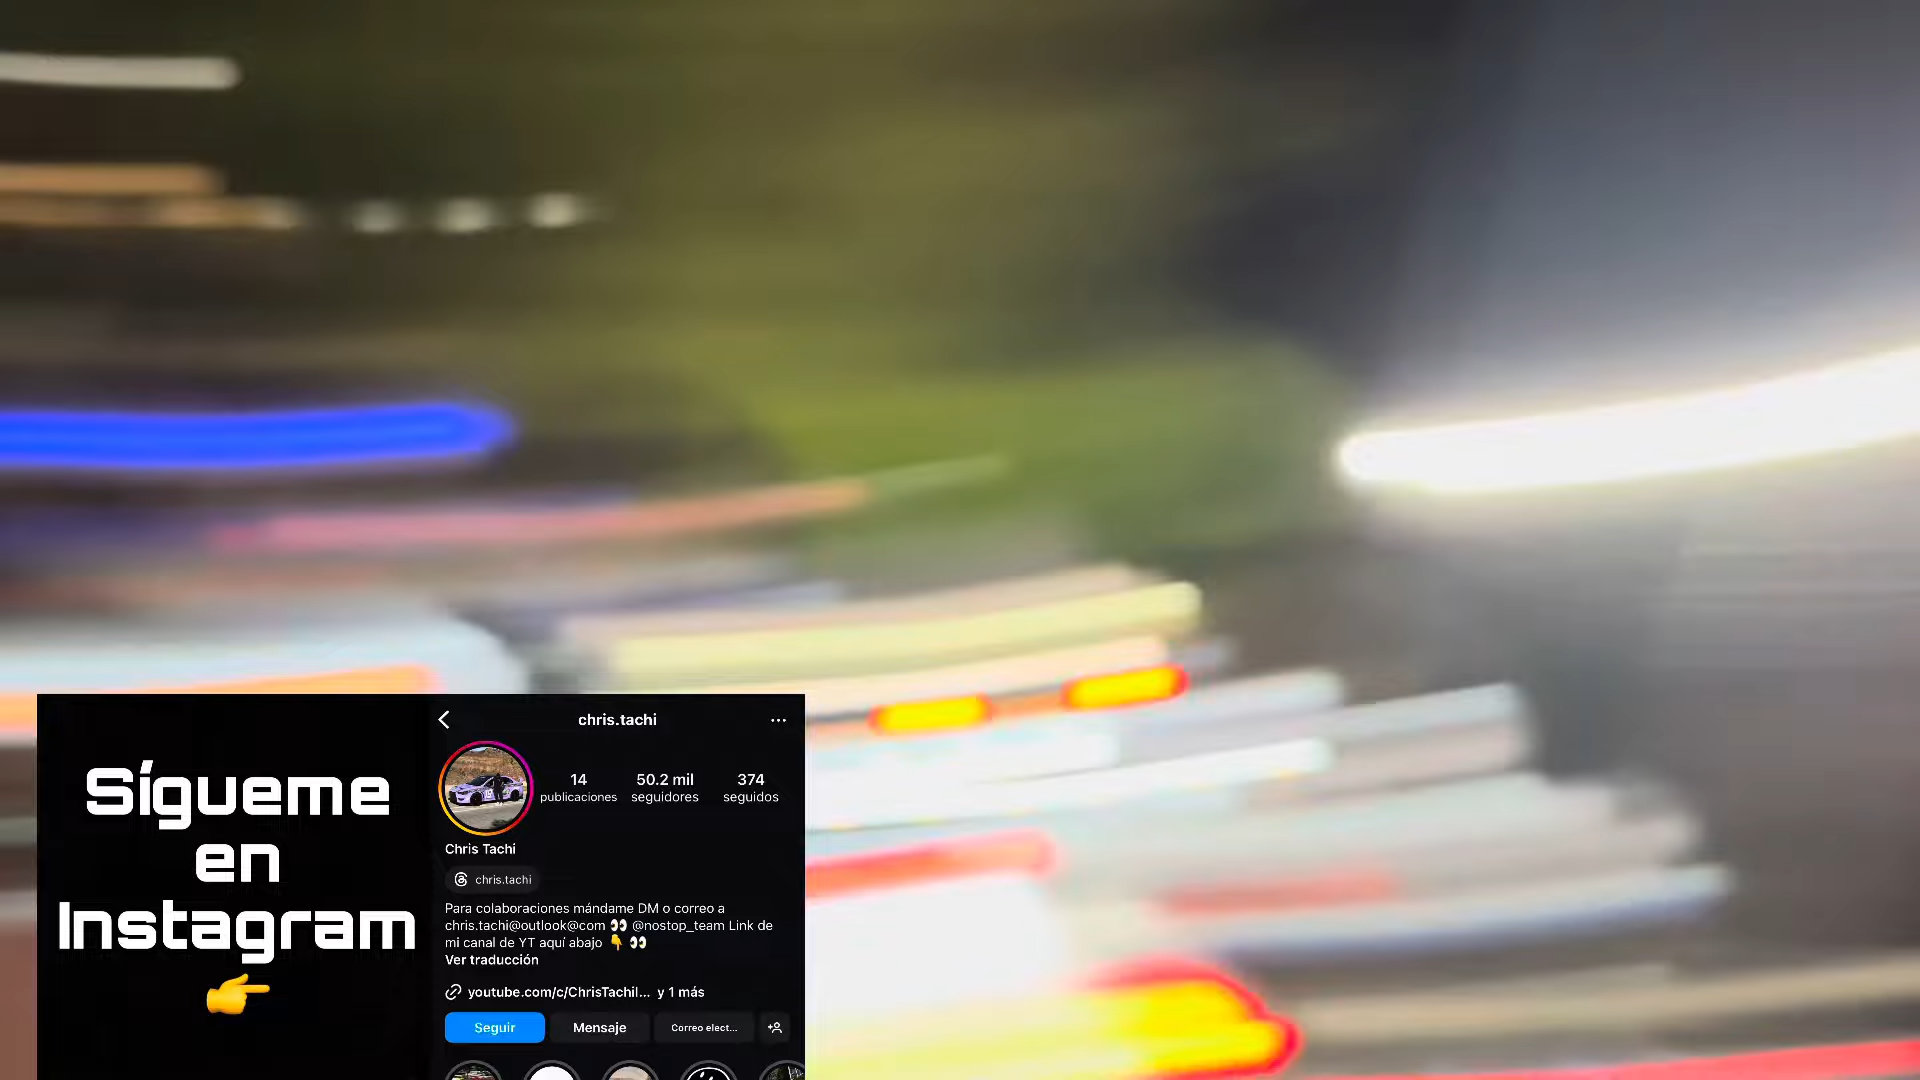 Sígueme
en
Instagram
chris.tachi
14
publicaciones
50.2 mil
seguidores
374
seguidos
Chris Tachi
chris.tachi
Para colaboraciones mándame DM o correo a
chris.tachi@outlook@com 👀 @nostop_team Link de
mi canal de YT aquí abajo 👇 👀
Ver traducción
youtube.com/c/ChrisTachiI... y 1 más
Seguir
Mensaje
Correo elect...